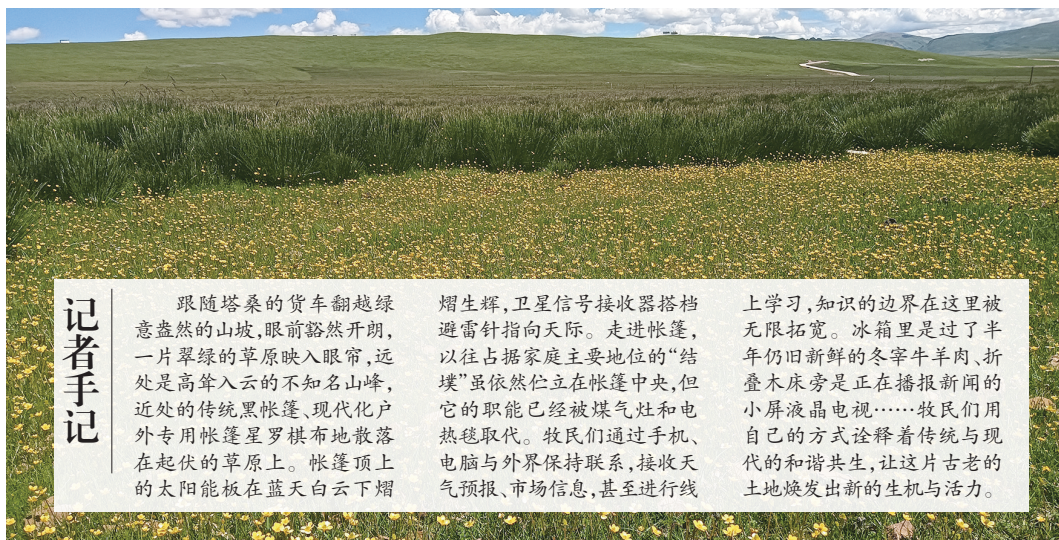 记者手记
跟随塔桑的货车翻越绿
意盎然的山坡,眼前豁然开朗,
一片翠绿的草原映入眼帘,远
处是高耸入云的不知名山峰,
近处的传统黑帐篷、现代化户
外专用帐篷星罗棋布地散落
在起伏的草原上。帐篷顶上
的太阳能板在蓝天白云下熠
熠生辉,卫星信号接收器搭档
避雷针指向天际。走进帐篷,
以往占据家庭主要地位的“结
墣”虽依然伫立在帐篷中央,但
它的职能已经被煤气灶和电
热毯取代。牧民们通过手机、
电脑与外界保持联系,接收天
气预报、市场信息,甚至进行线
上学习,知识的边界在这里被
无限拓宽。冰箱里是过了半
年仍旧新鲜的冬宰牛羊肉、折
叠木床旁是正在播报新闻的
小屏液晶电视……牧民们用
自己的方式诠释着传统与现
代的和谐共生,让这片古老的
土地焕发出新的生机与活力。